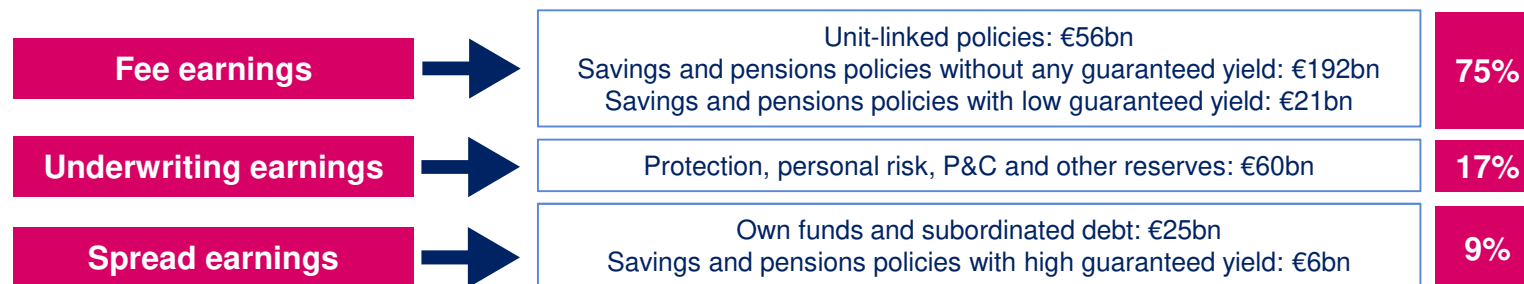 Fee earnings
Unit-linked policies: €56bn
Savings and pensions policies without any guaranteed yield: €192bn
Savings and pensions policies with low guaranteed yield: €21bn
75%
Underwriting earnings
Protection, personal risk, P&C and other reserves: €60bn
17%
Spread earnings
Own funds and subordinated debt: €25bn
Savings and pensions policies with high guaranteed yield: €6bn
9%